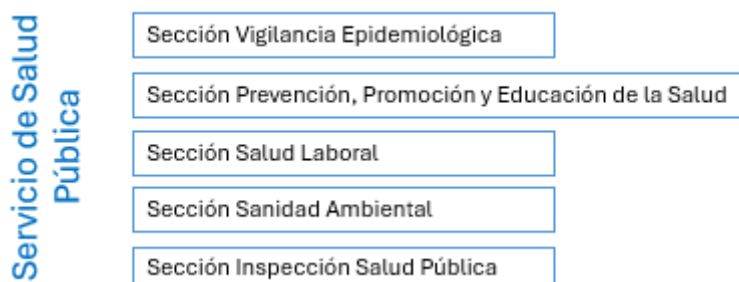 Servicio de Salud
Pública
Sección Vigilancia Epidemiológica
Sección Prevención, Promoción y Educación de la Salud
Sección Salud Laboral
Sección Sanidad Ambiental
Sección Inspección Salud Pública